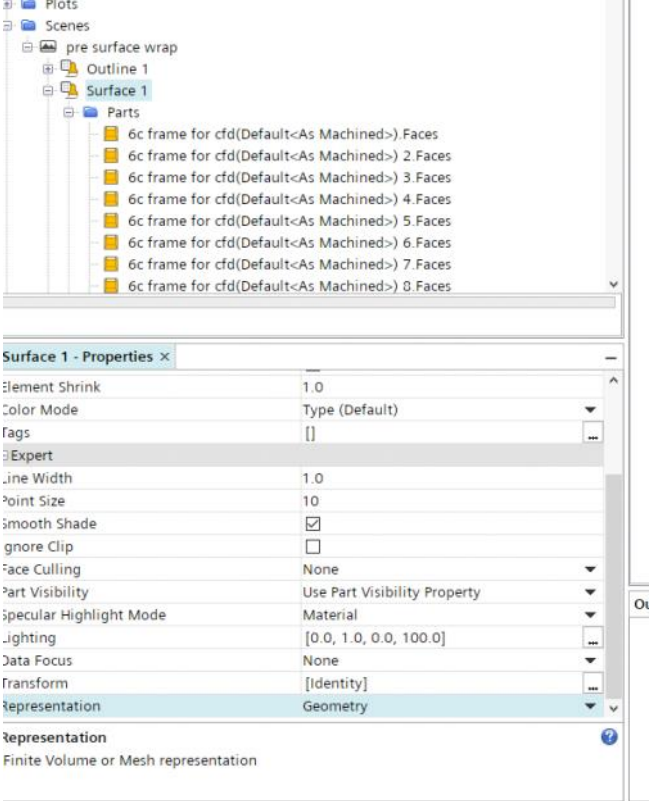 Plots
Scenes
pre surface wrap
Outline 1
Surface 1
Parts
6c frame for cfd(Default<As Machined>).Faces
6c frame for cfd(Default<As Machined>) 2.Faces
6c frame for cfd(Default<As Machined>) 3.Faces
6c frame for cfd(Default<As Machined>) 4.Faces
6c frame for cfd(Default<As Machined>) 5.Faces
6c frame for cfd(Default<As Machined>) 6.Faces
6c frame for cfd(Default<As Machined>) 7.Faces
6c frame for cfd(Default<As Machined>) 8.Faces
Surface 1 - Properties ×
Element Shrink 1.0
Color Mode Type (Default)
Tags [] ...
Expert
Line Width 1.0
Point Size 10
Smooth Shade
Ignore Clip
Face Culling None
Part Visibility Use Part Visibility Property
Specular Highlight Mode Material
Lighting [0.0, 1.0, 0.0, 100.0] ...
Data Focus None
Transform [Identity] ...
Representation Geometry
Representation
Finite Volume or Mesh representation
Ou